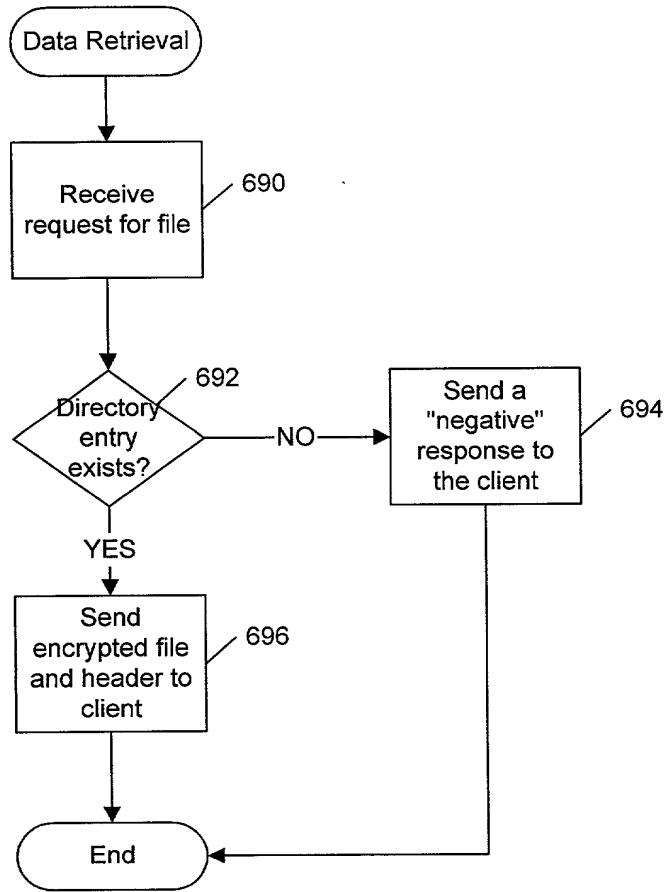 Data Retrieval
Receive
request for file
690
Directory
entry
exists?
692
NO
Send a
"negative"
response to
the client
694
YES
Send
encrypted file
and header to
client
696
End